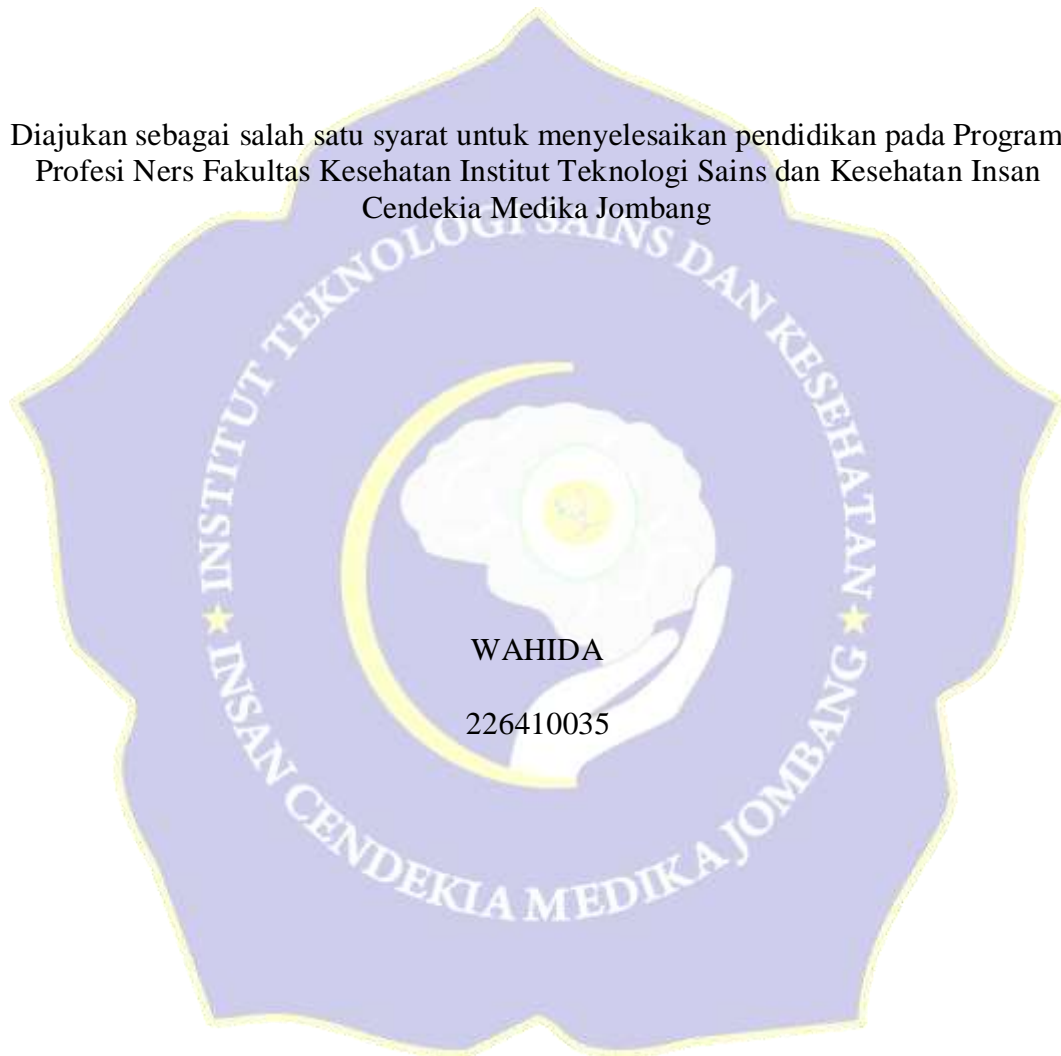 Diajukan sebagai salah satu syarat untuk menyelesaikan pendidikan pada Program
Profesi Ners Fakultas Kesehatan Institut Teknologi Sains dan Kesehatan Insan
Cendekia Medika Jombang
INSTITUT TEKNOLOGI SAINS DAN KESEHATAN
WAHIDA
226410035
INSAN CENDEKIA MEDIKA JOMBANG